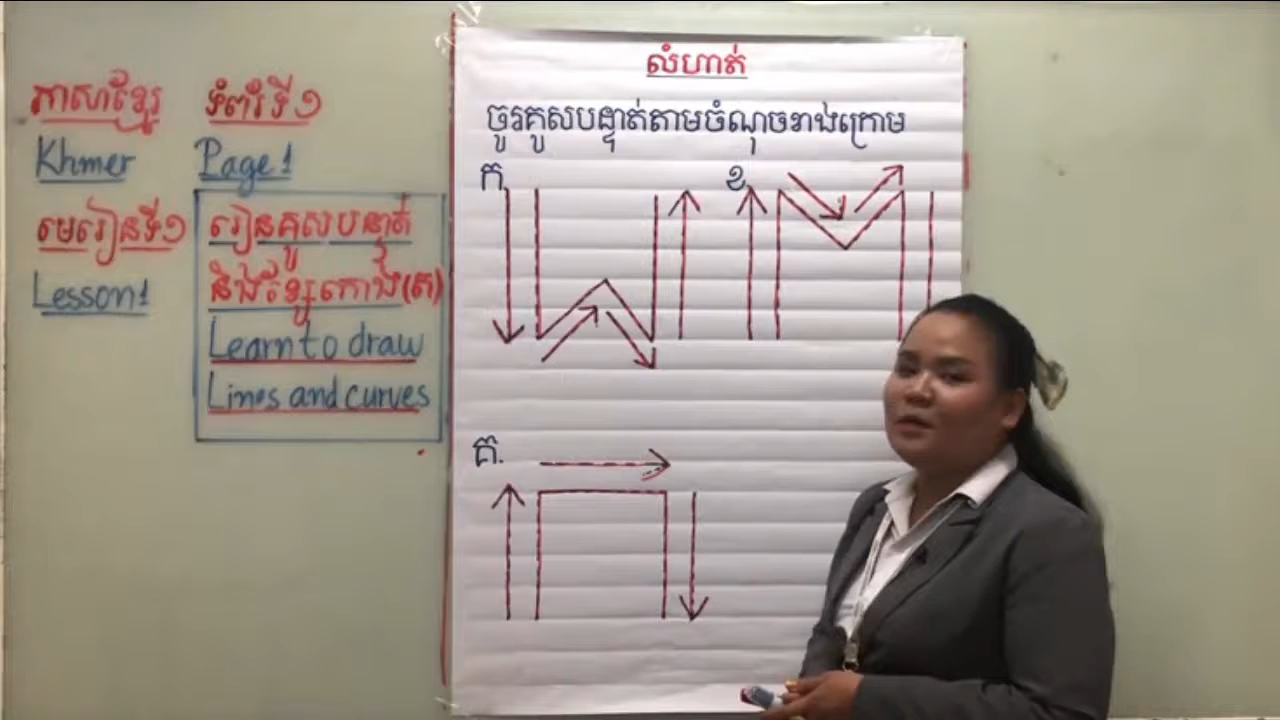 ភាសាខ្មែរ
Khmer
មេរៀនទី១
Lesson 1
ទំព័រទី១
Page 1
រៀនគូសបន្ទាត់
និងខ្សែកោង(ត)
Learn to draw
Lines and curves
លំហាត់
ចូរគូសបន្ទាត់តាមចំណុចខាងក្រោម
ក
ខ
គ.